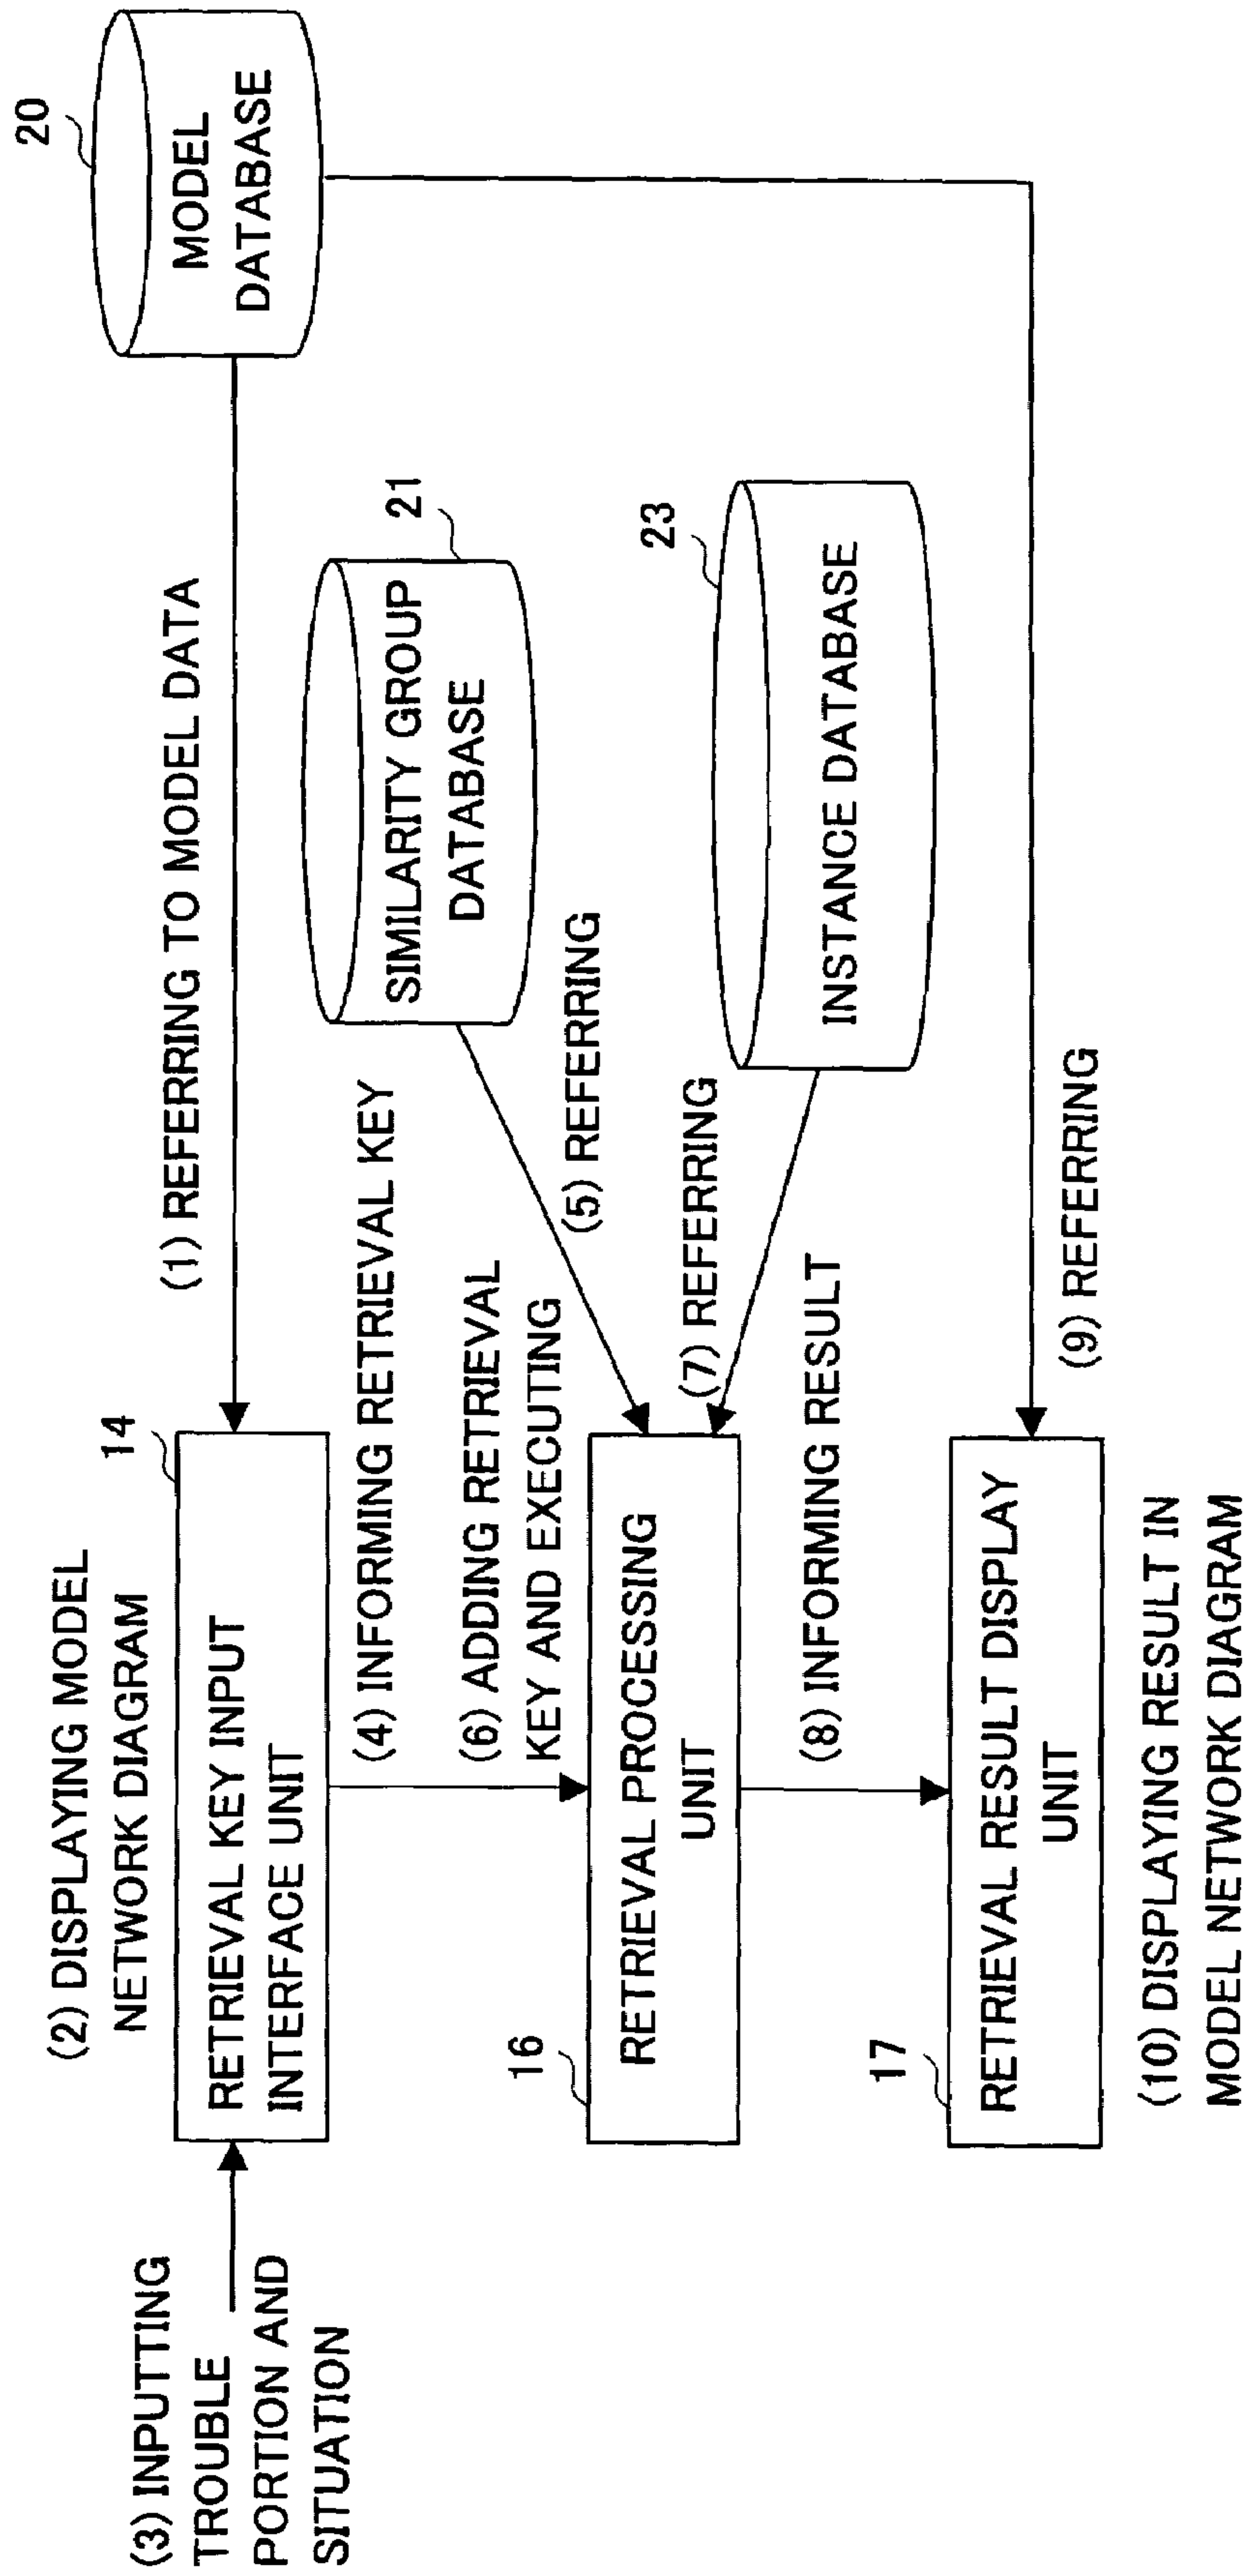 (2) DISPLAYING MODEL
NETWORK DIAGRAM
(3) INPUTTING
TROUBLE
PORTION AND
SITUATION
14
RETRIEVAL KEY INPUT
INTERFACE UNIT
(1) REFERRING TO MODEL DATA
20
MODEL
DATABASE
(4) INFORMING RETRIEVAL KEY
21
SIMILARITY GROUP
DATABASE
(5) REFERRING
(6) ADDING RETRIEVAL
KEY AND EXECUTING
16
RETRIEVAL PROCESSING
UNIT
(7) REFERRING
23
INSTANCE DATABASE
(8) INFORMING RESULT
17
RETRIEVAL RESULT DISPLAY
UNIT
(9) REFERRING
(10) DISPLAYING RESULT IN
MODEL NETWORK DIAGRAM